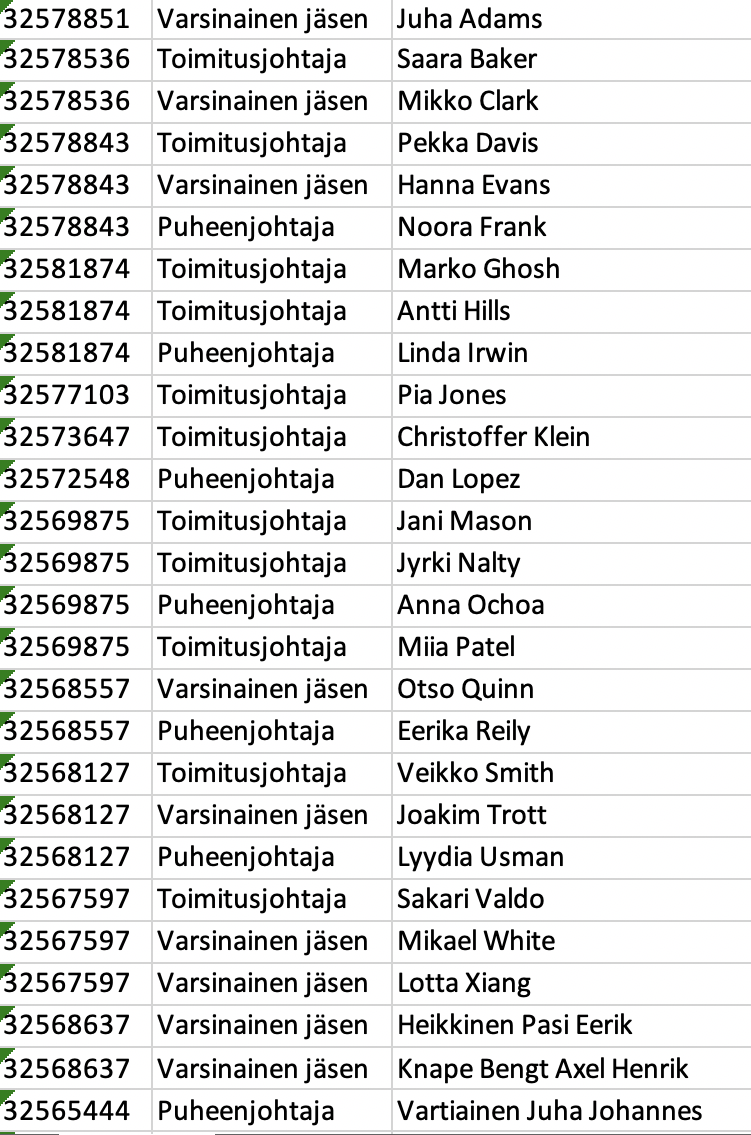 32578851 Varsinainen jäsen Juha Adams
32578536 Toimitusjohtaja Saara Baker
32578536 Varsinainen jäsen Mikko Clark
32578843 Toimitusjohtaja Pekka Davis
32578843 Varsinainen jäsen Hanna Evans
32578843 Puheenjohtaja Noora Frank
32581874 Toimitusjohtaja Marko Ghosh
32581874 Toimitusjohtaja Antti Hills
32581874 Puheenjohtaja Linda Irwin
32577103 Toimitusjohtaja Pia Jones
32573647 Toimitusjohtaja Christoffer Klein
32572548 Puheenjohtaja Dan Lopez
32569875 Toimitusjohtaja Jani Mason
32569875 Toimitusjohtaja Jyrki Nalty
32569875 Puheenjohtaja Anna Ochoa
32569875 Toimitusjohtaja Miia Patel
32568557 Varsinainen jäsen Otso Quinn
32568557 Puheenjohtaja Eerika Reily
32568127 Toimitusjohtaja Veikko Smith
32568127 Varsinainen jäsen Joakim Trott
32568127 Puheenjohtaja Lyydia Usman
32567597 Toimitusjohtaja Sakari Valdo
32567597 Varsinainen jäsen Mikael White
32567597 Varsinainen jäsen Lotta Xiang
32568637 Varsinainen jäsen Heikkinen Pasi Eerik
32568637 Varsinainen jäsen Knape Bengt Axel Henrik
32565444 Puheenjohtaja Vartiainen Juha Johannes